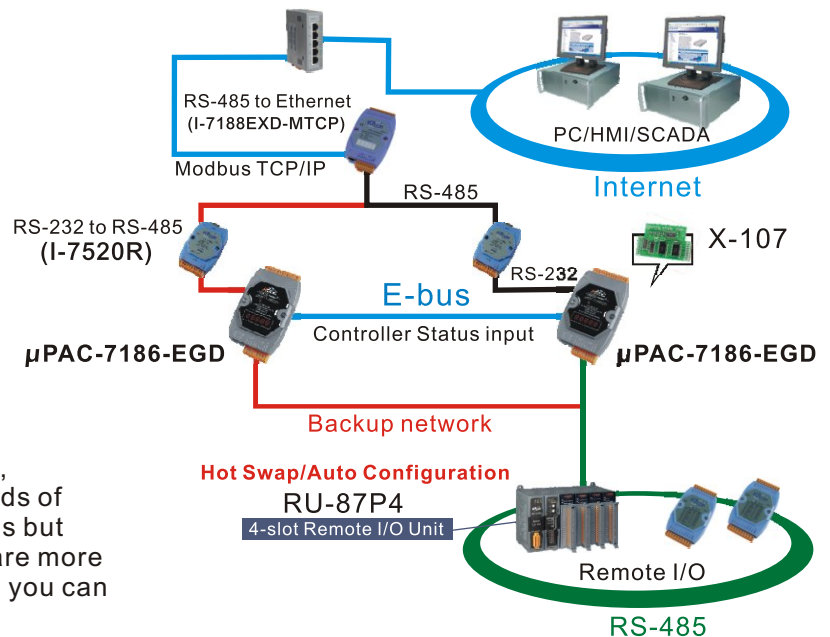 RS-485 to Ethernet
(I-7188EXD-MTCP)
PC/HMI/SCADA
Modbus TCP/IP
Internet
RS-485
RS-232 to RS-485
(I-7520R)
X-107
RS-232
E-bus
Controller Status input
µPAC-7186-EGD
µPAC-7186-EGD
Backup network
Hot Swap/Auto Configuration
RU-87P4
4-slot Remote I/O Unit
Remote I/O
RS-485
,
ds of
s but
are more
you can